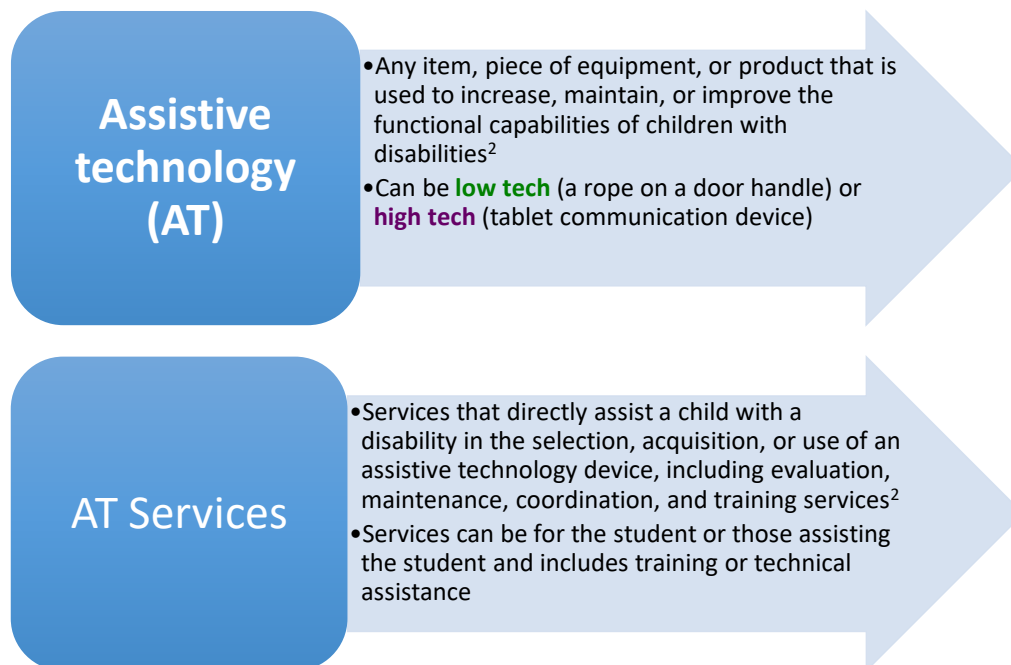 Assistive
technology
(AT)
•Any item, piece of equipment, or product that is
used to increase, maintain, or improve the
functional capabilities of children with
disabilities²
•Can be low tech (a rope on a door handle) or
high tech (tablet communication device)
AT Services
•Services that directly assist a child with a
disability in the selection, acquisition, or use of an
assistive technology device, including evaluation,
maintenance, coordination, and training services²
•Services can be for the student or those assisting
the student and includes training or technical
assistance